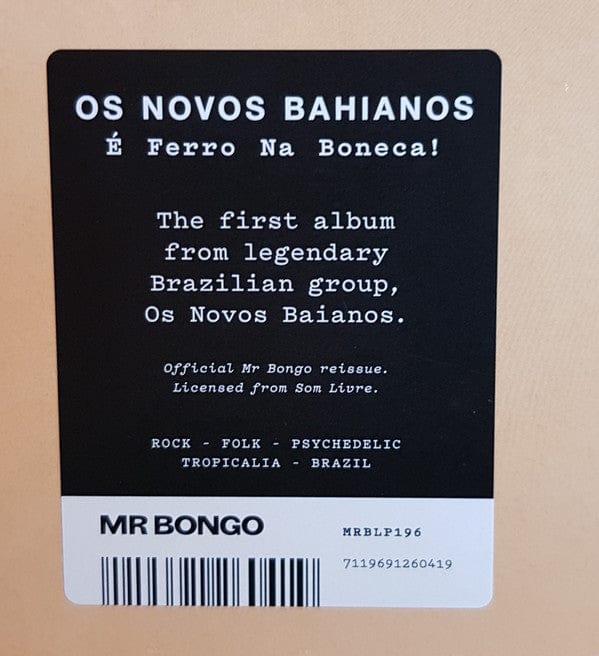 OS NOVOS BAHIANOS
É Ferro Na Boneca!
The first album
from legendary
Brazilian group,
Os Novos Baianos.
Official Mr Bongo reissue.
Licensed from Som Livre.
ROCK - FOLK - PSYCHEDELIC
TROPICALIA - BRAZIL
MR BONGO
MRBLP196
7119691260419